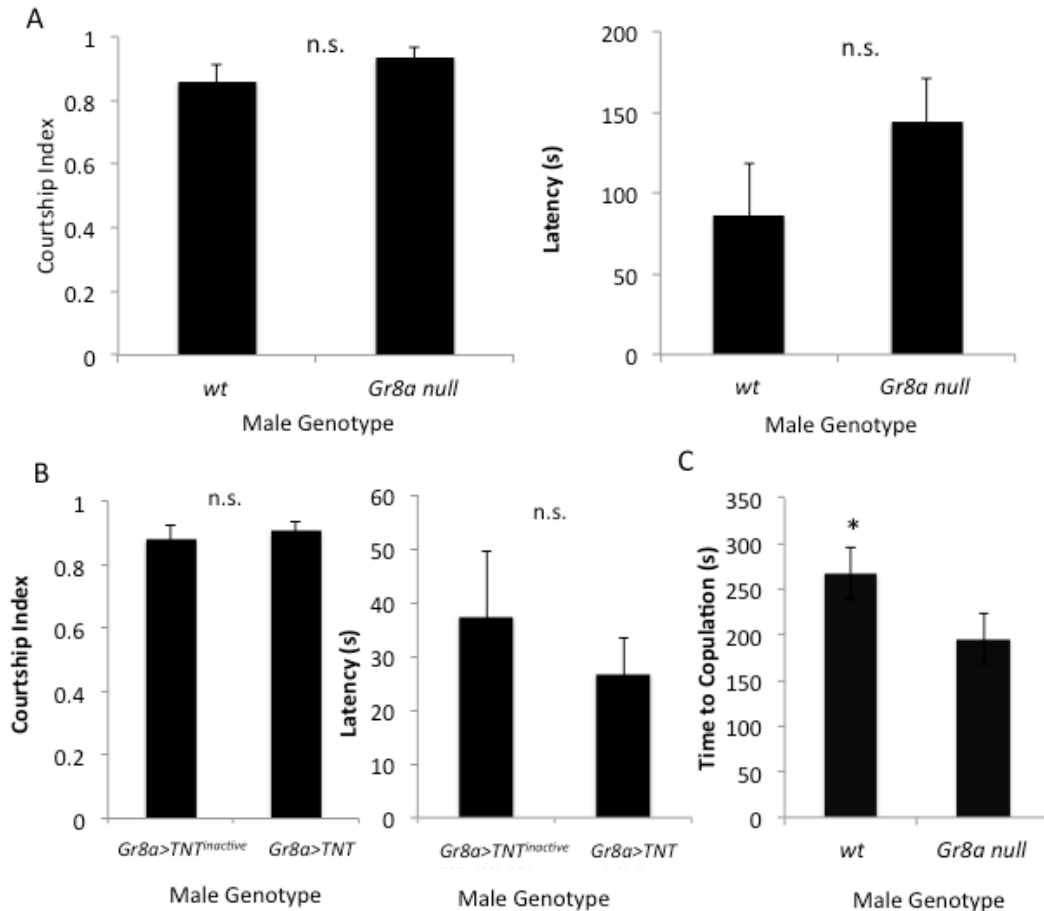 A
n.s.
1
0.8
0.6
0.4
0.2
0
Courtship Index
wt Gr8a null
Male Genotype
n.s.
200
150
100
50
0
Latency (s)
wt Gr8a null
Male Genotype
B
n.s.
1
0.8
0.6
0.4
0.2
0
Courtship Index
Gr8a>TNTinactive Gr8a>TNT
Male Genotype
n.s.
60
50
40
30
20
10
0
Latency (s)
Gr8a>TNTinactive Gr8a>TNT
Male Genotype
C
*
350
300
250
200
150
100
50
0
Time to Copulation (s)
wt Gr8a null
Male Genotype